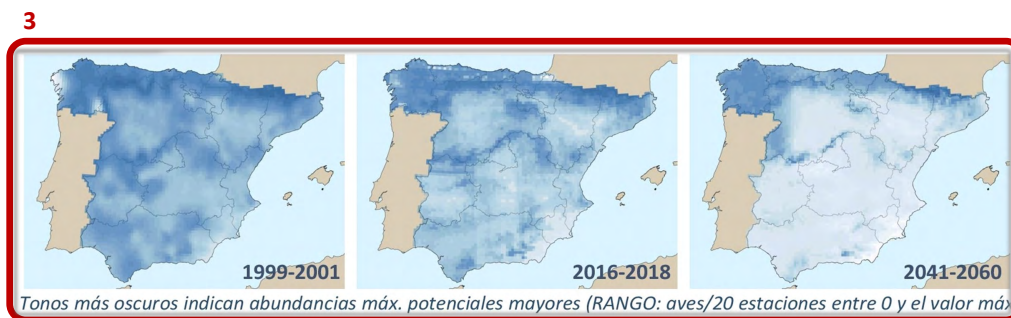 3
1999-2001
2016-2018
2041-2060
Tonos más oscuros indican abundancias máx. potenciales mayores (RANGO: aves/20 estaciones entre 0 y el valor máx